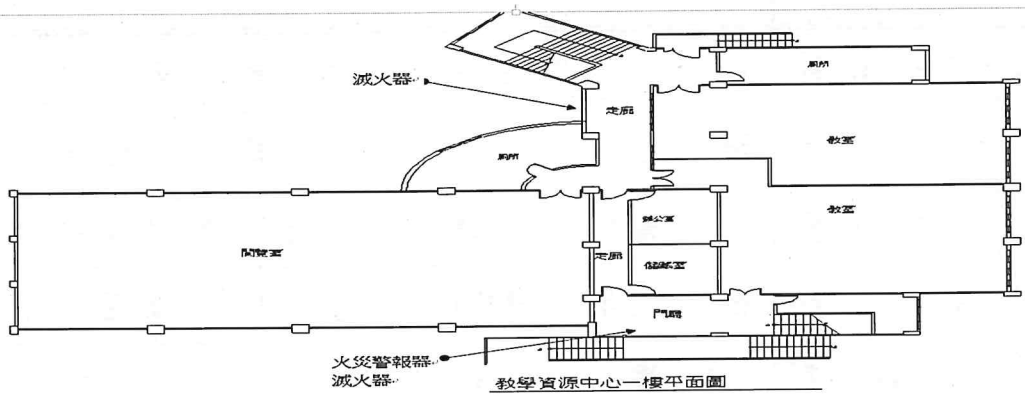 滅火器
廁所
走廊
教室
廁所
教室
辦公室
閱覽室
走廊
儲藏室
門廳
火災警報器
滅火器
教學資源中心一樓平面圖